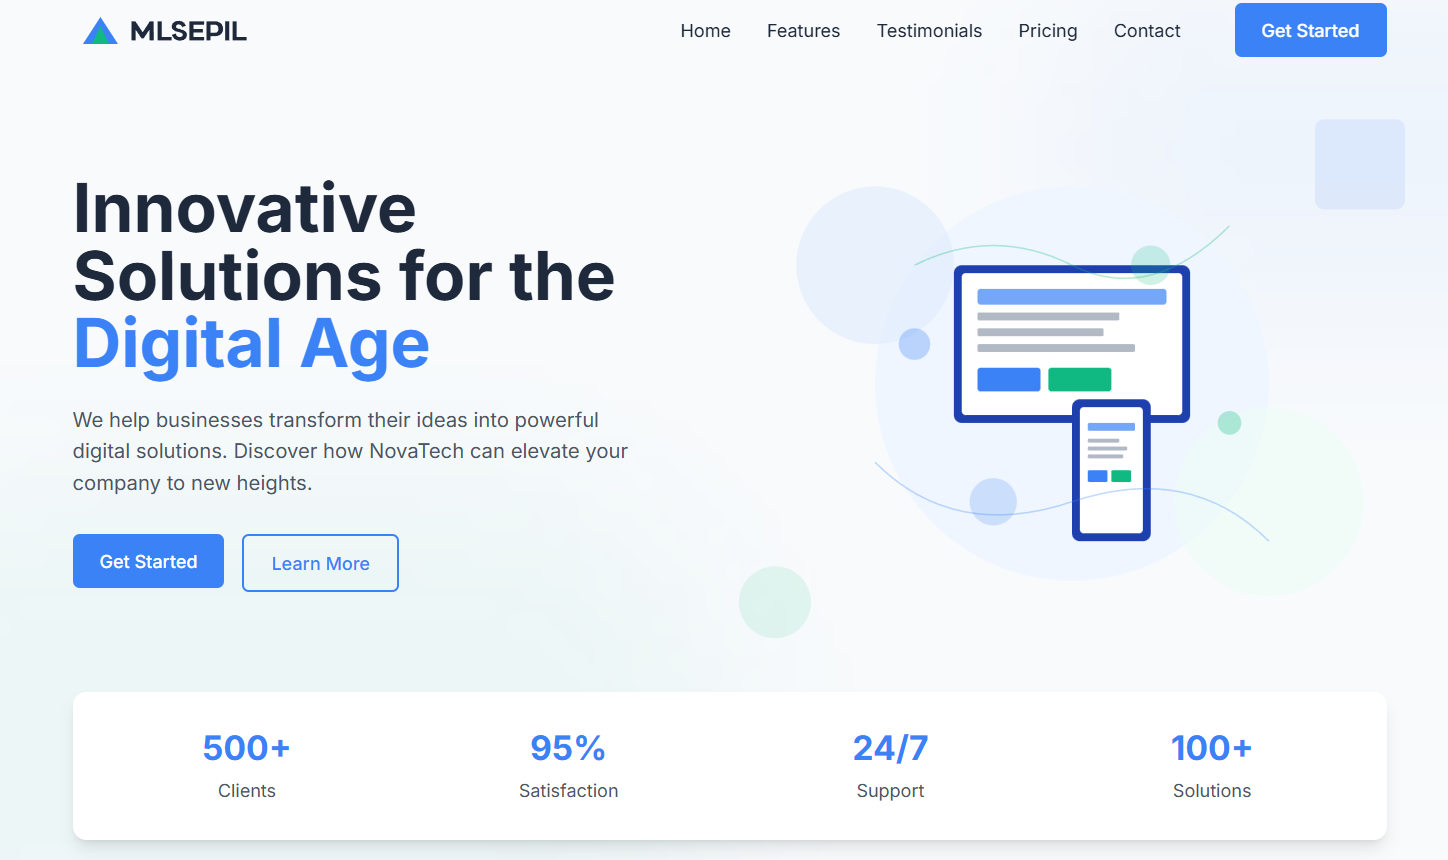 MLSEPIL
Home Features Testimonials Pricing Contact Get Started
Innovative
Solutions for the
Digital Age
We help businesses transform their ideas into powerful
digital solutions. Discover how NovaTech can elevate your
company to new heights.
Get Started Learn More
500+ 95% 24/7 100+
Clients Satisfaction Support Solutions